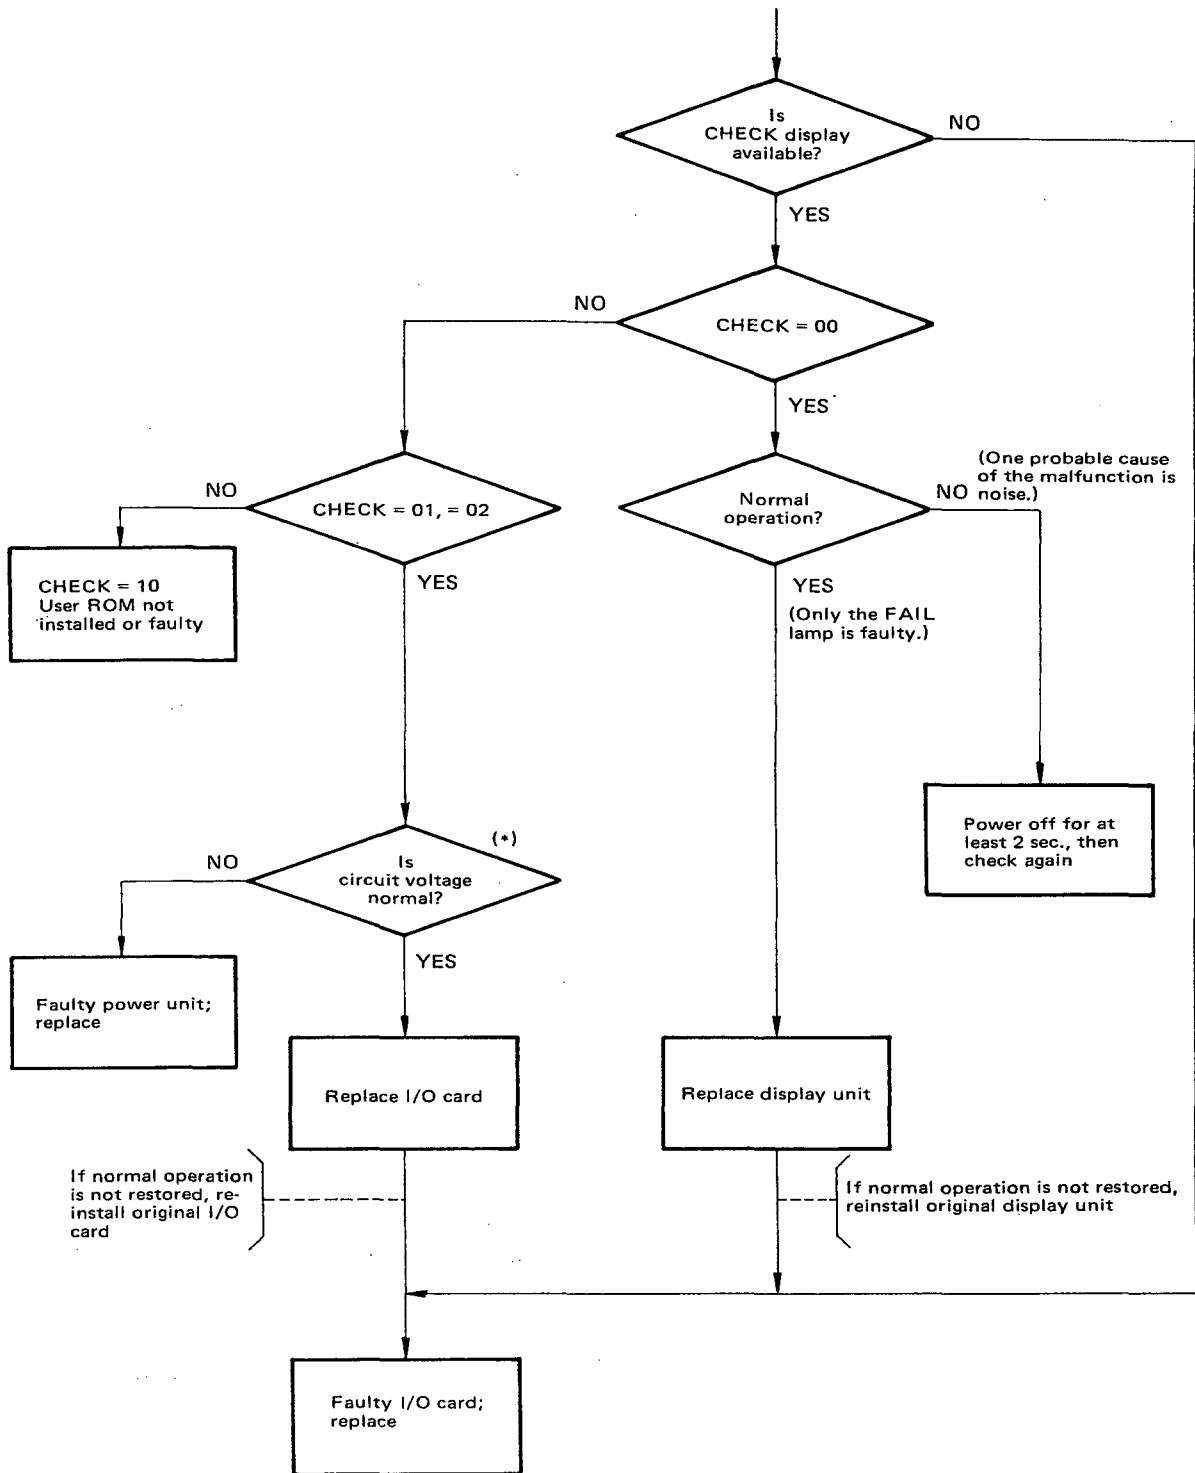 Is
CHECK display
available?
NO
YES
NO
CHECK = 00
YES
NO
CHECK = 01, = 02
YES
CHECK = 10
User ROM not
installed or faulty
Normal
operation?
NO
(One probable cause
of the malfunction is
noise.)
YES
(Only the FAIL
lamp is faulty.)
Power off for at
least 2 sec., then
check again
(*)
Is
circuit voltage
normal?
NO
YES
Faulty power unit;
replace
Replace I/O card
Replace display unit
If normal operation
is not restored, re-
install original I/O
card
If normal operation is not restored,
reinstall original display unit
Faulty I/O card;
replace